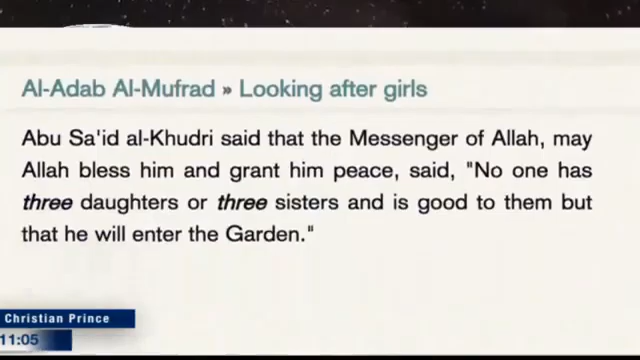 Al-Adab Al-Mufrad » Looking after girls
Abu Sa'id al-Khudri said that the Messenger of Allah, may
Allah bless him and grant him peace, said, "No one has
three daughters or three sisters and is good to them but
that he will enter the Garden."
Christian Prince
11:05